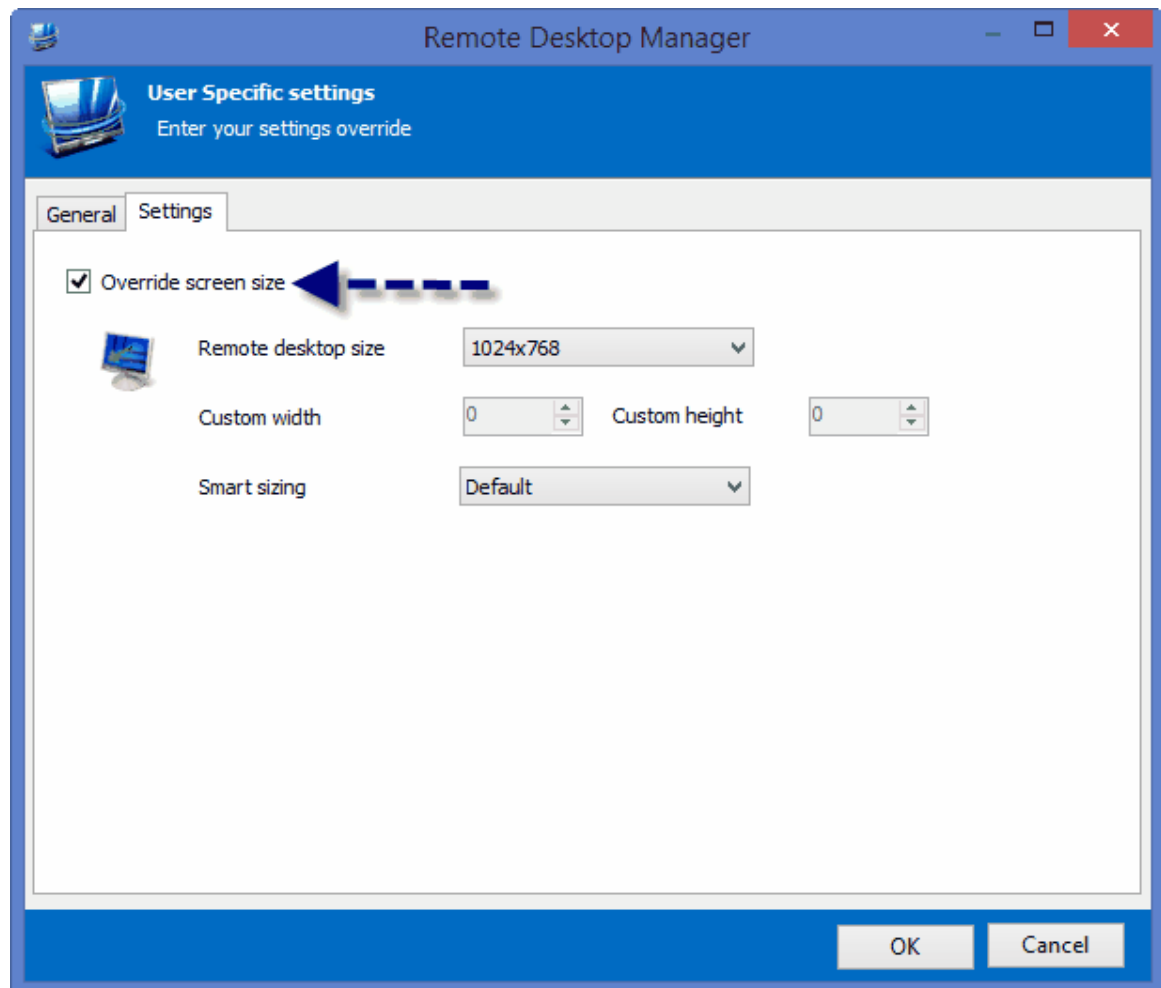 Remote Desktop Manager
User Specific settings
Enter your settings override
General Settings
Override screen size
Remote desktop size 1024x768
Custom width 0 Custom height 0
Smart sizing Default
OK Cancel